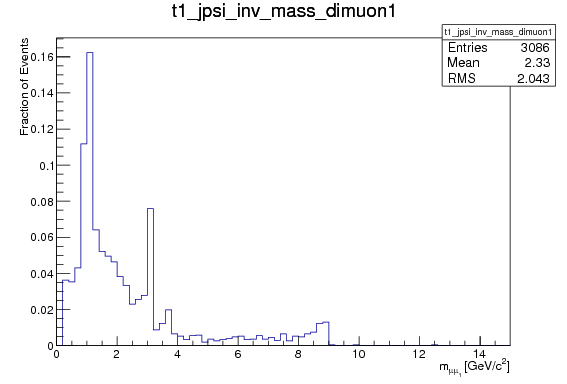 t1_jpsi_inv_mass_dimuon1
t1_jpsi_inv_mass_dimuon1
Entries 3086
Mean 2.33
RMS 2.043
Fraction of Events
0.16
0.14
0.12
0.1
0.08
0.06
0.04
0.02
0
0 2 4 6 8 10 12 14
m_{μμ_1} [GeV/c²]